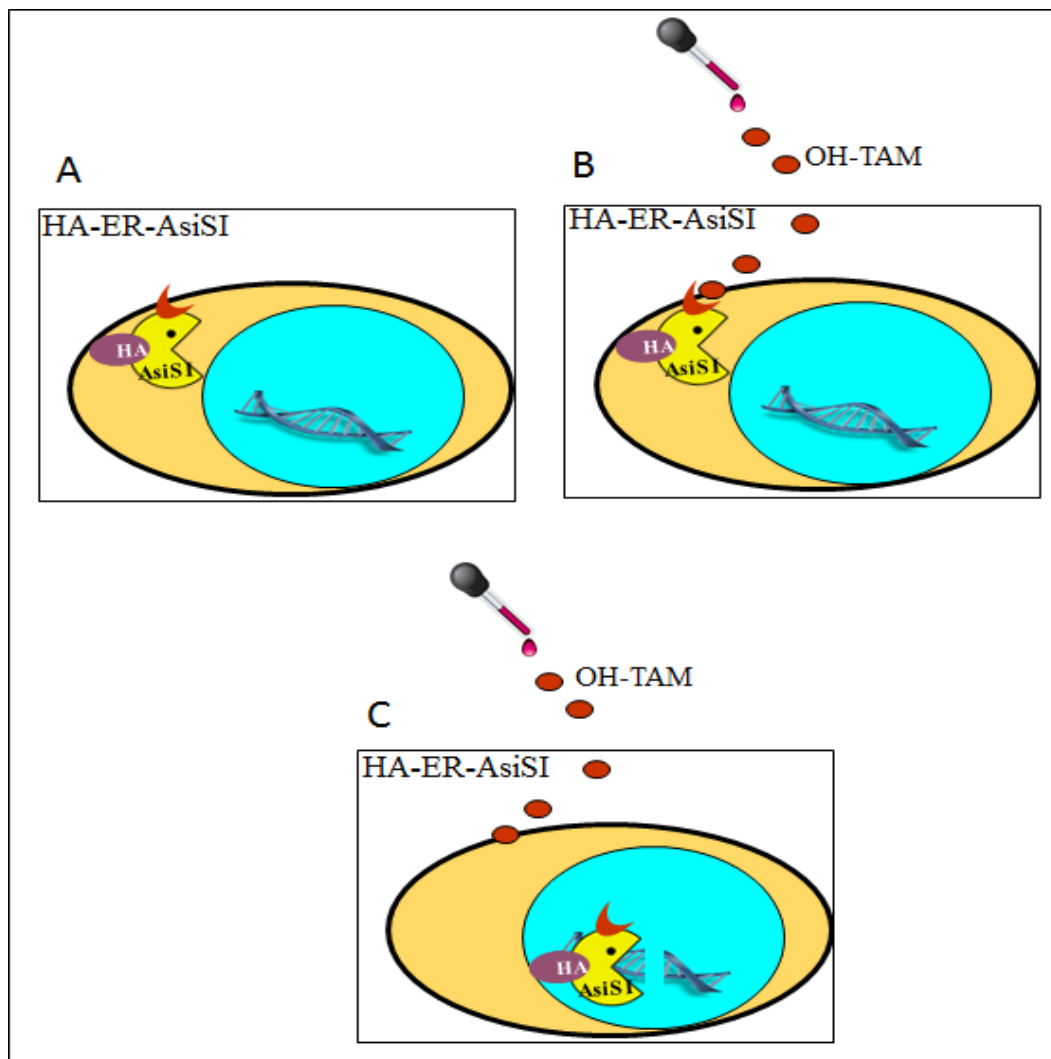 A
HA-ER-AsiSI
HA
AsiSI
B
OH-TAM
HA-ER-AsiSI
HA
AsiSI
C
OH-TAM
HA-ER-AsiSI
HA
AsiSI